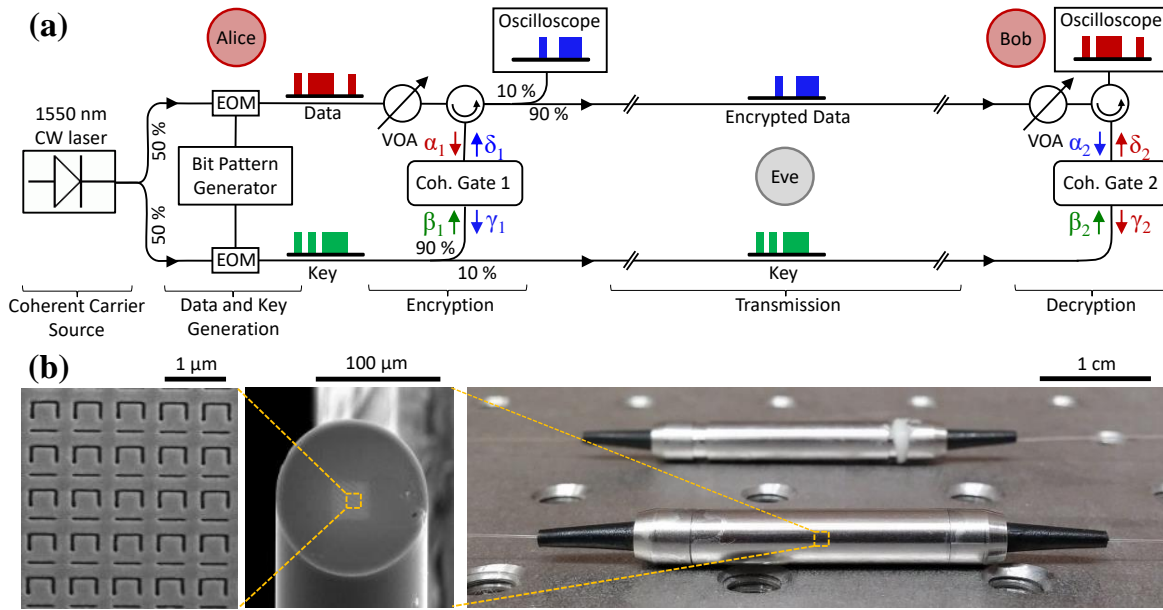 (a)
Alice
Bob
Oscilloscope
Oscilloscope
1550 nm
CW laser
50 %
50 %
EOM
EOM
Bit Pattern
Generator
Data
Key
VOA
10 %
90 %
α1
δ1
Coh. Gate 1
β1
γ1
90 %
10 %
Encrypted Data
Eve
Key
VOA
α2
δ2
Coh. Gate 2
β2
γ2
Coherent Carrier
Source
Data and Key
Generation
Encryption
Transmission
Decryption
(b)
1 µm
100 µm
1 cm